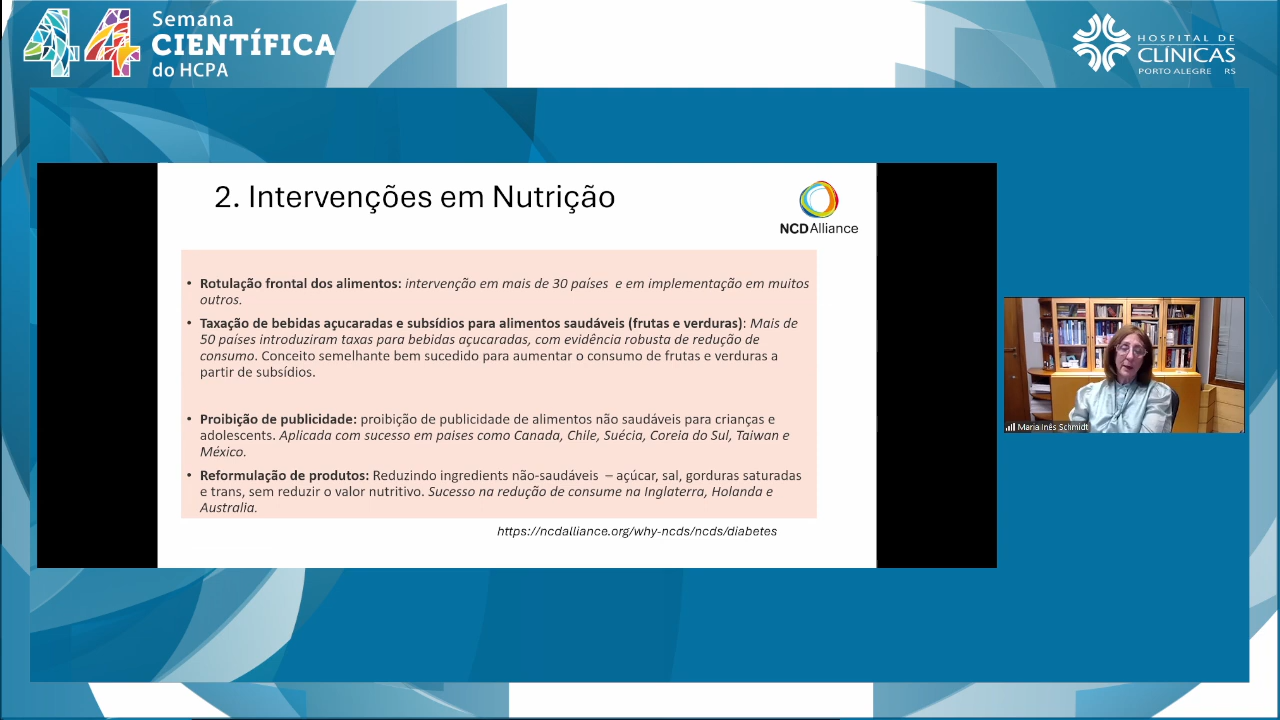 44 Semana
CIENTÍFICA
do HCPA
HOSPITAL DE
CLÍNICAS
PORTO ALEGRE RS
2. Intervenções em Nutrição
NCD Alliance
• Rotulação frontal dos alimentos: intervenção em mais de 30 países e em implementação em muitos
outros.
• Taxação de bebidas açucaradas e subsídios para alimentos saudáveis (frutas e verduras): Mais de
50 países introduziram taxas para bebidas açucaradas, com evidência robusta de redução de
consumo. Conceito semelhante bem sucedido para aumentar o consumo de frutas e verduras a
partir de subsídios.
• Proibição de publicidade: proibição de publicidade de alimentos não saudáveis para crianças e
adolescents. Aplicada com sucesso em paises como Canada, Chile, Suécia, Coreia do Sul, Taiwan e
México.
• Reformulação de produtos: Reduzindo ingredients não-saudáveis – açúcar, sal, gorduras saturadas
e trans, sem reduzir o valor nutritivo. Sucesso na redução de consume na Inglaterra, Holanda e
Australia.
https://ncdalliance.org/why-ncds/ncds/diabetes
Maria Inês Schmidt